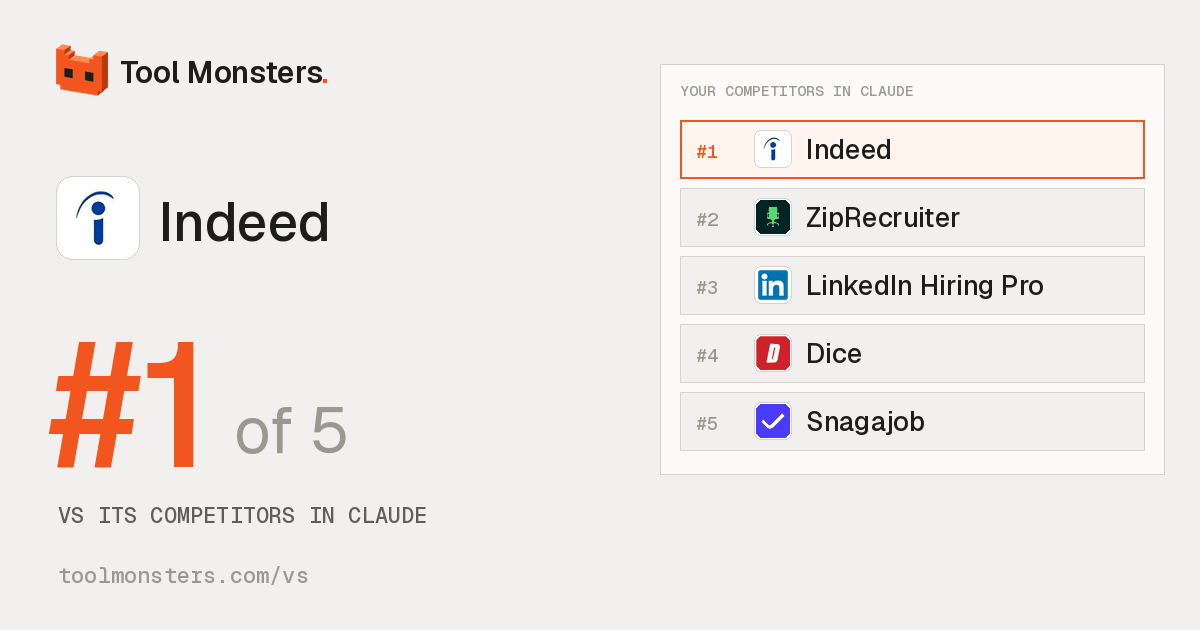 Tool Monsters.
Indeed
#1 of 5
VS ITS COMPETITORS IN CLAUDE
toolmonsters.com/vs
YOUR COMPETITORS IN CLAUDE
#1 Indeed
#2 ZipRecruiter
#3 LinkedIn Hiring Pro
#4 Dice
#5 Snagajob